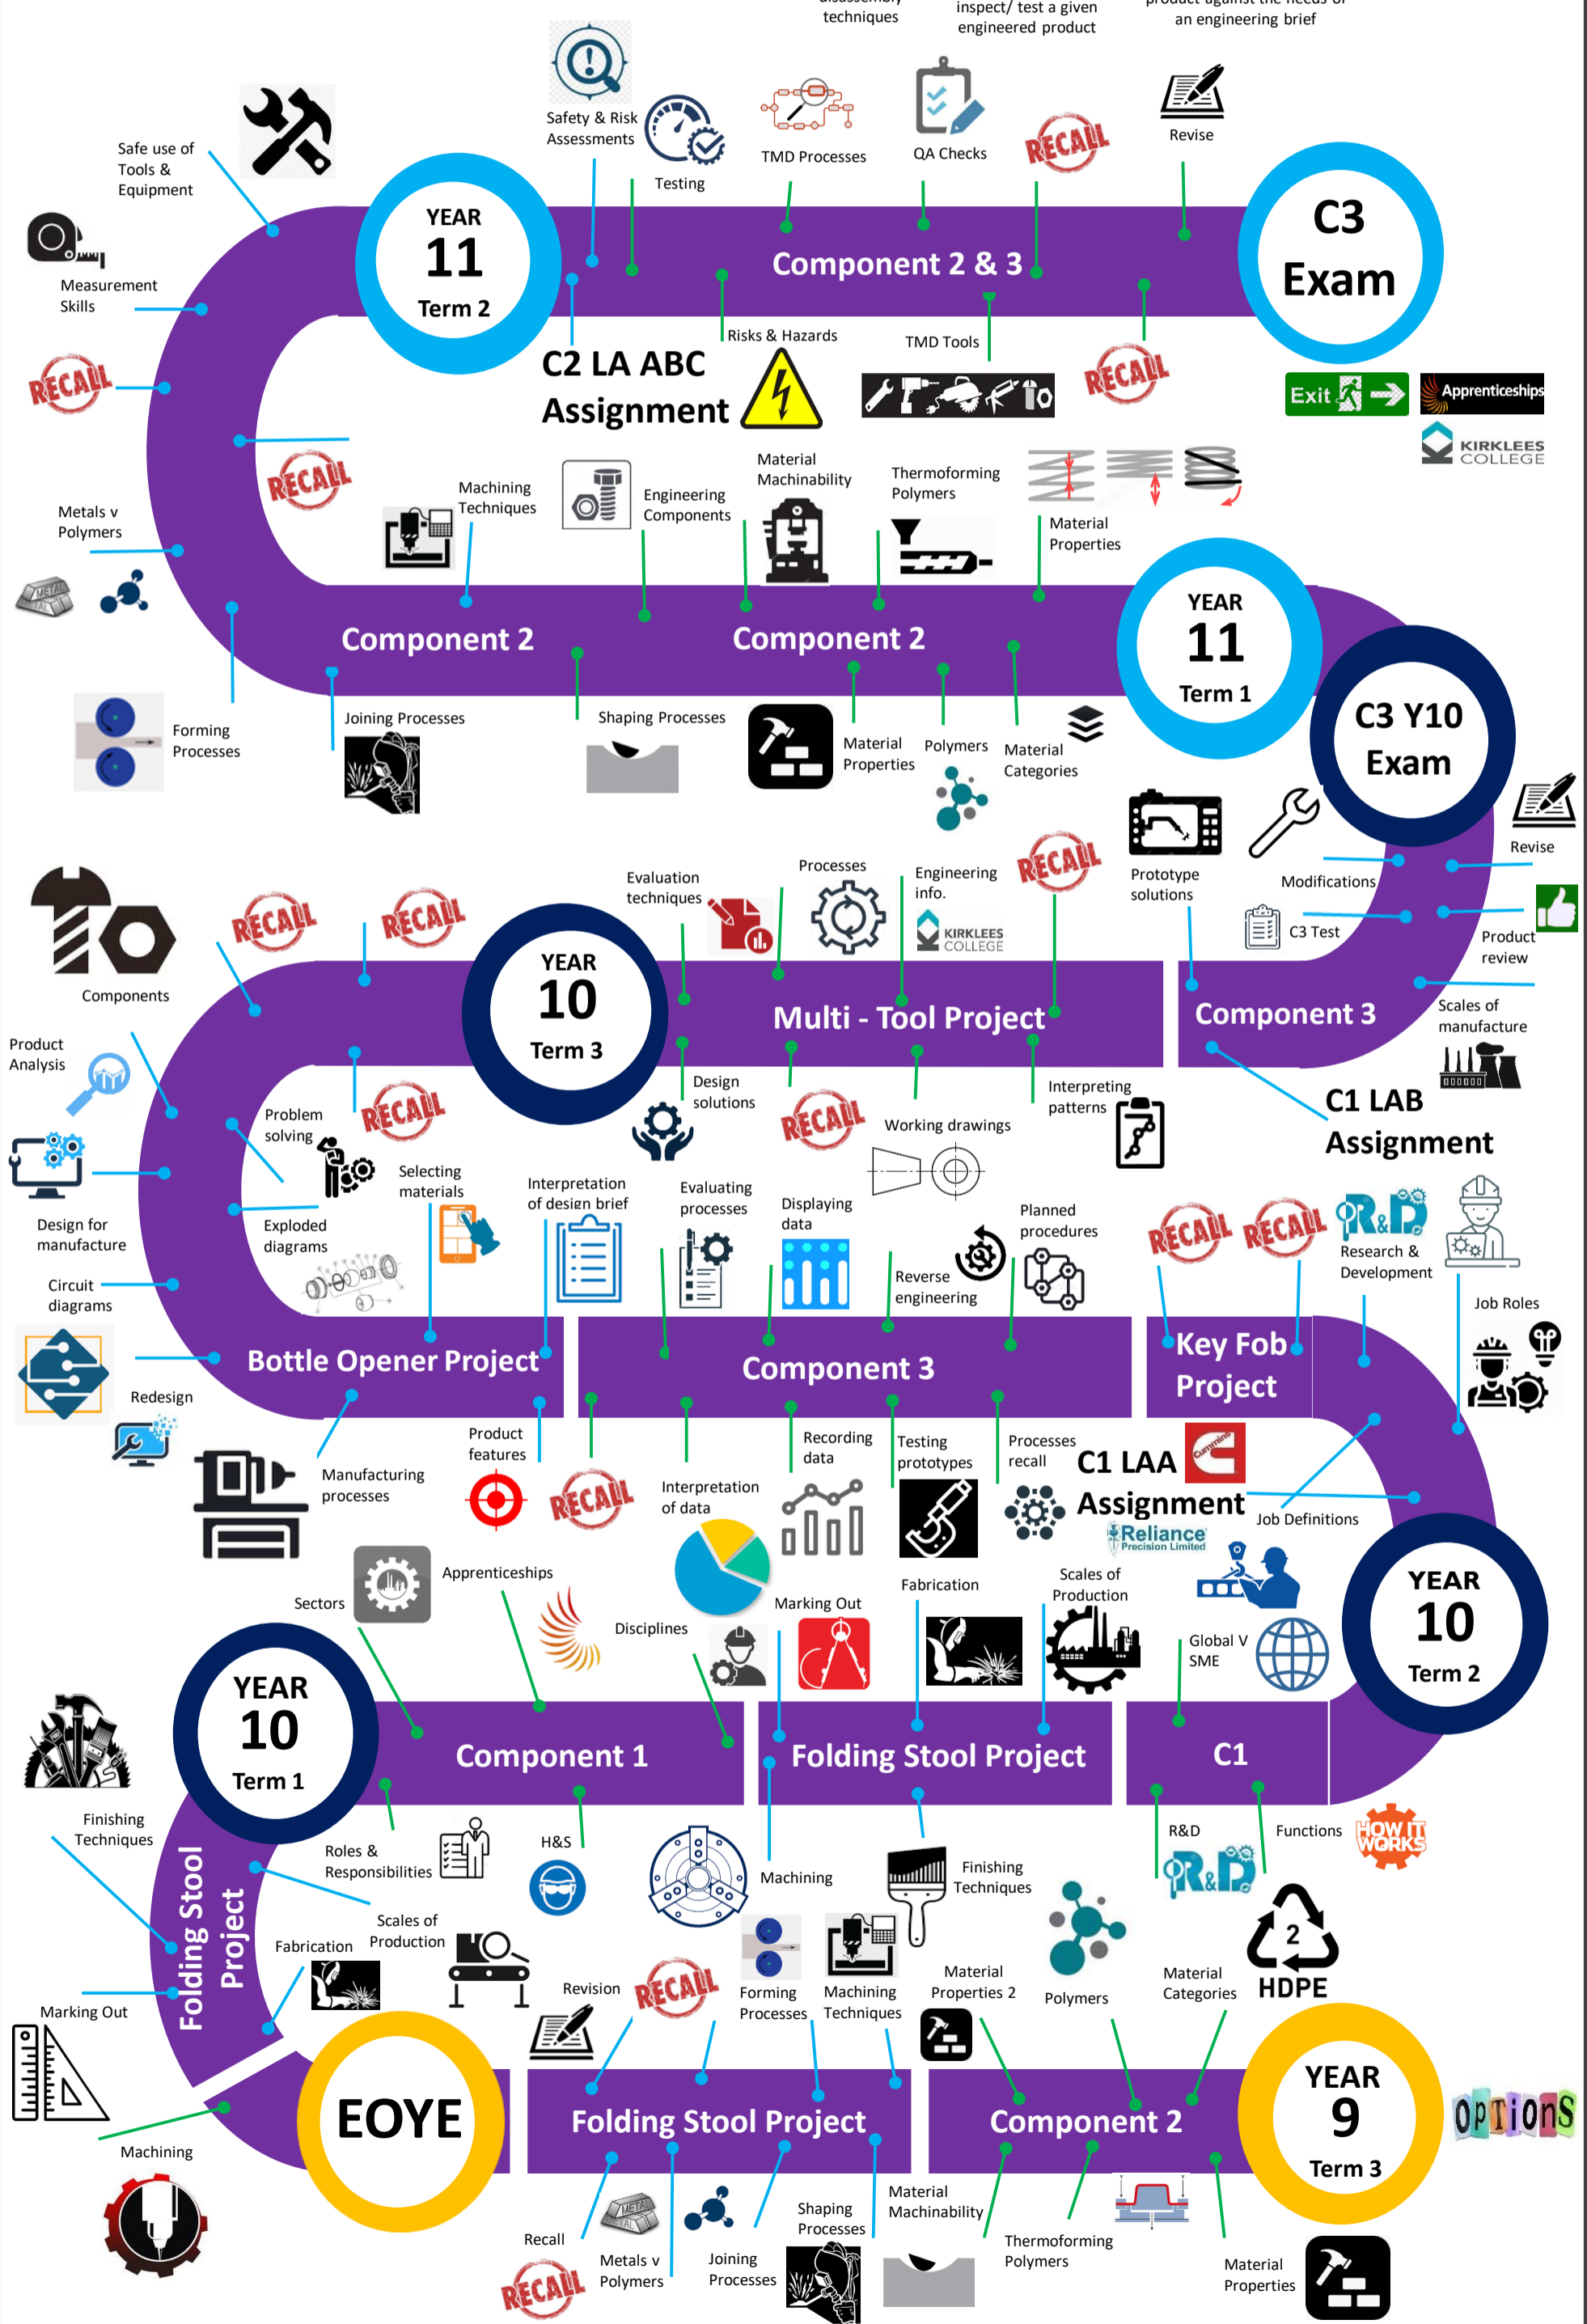 techniques
inspect/ test a given
engineered product
an engineering brief
Safety & Risk
Assessments
Testing
TMD Processes
QA Checks
RECALL
Revise
Safe use of
Tools &
Equipment
Measurement
Skills
RECALL
YEAR
11
Term 2
Component 2 & 3
C3
Exam
Risks & Hazards
C2 LA ABC
Assignment
TMD Tools
RECALL
Exit
Apprenticeships
KIRKLEES
COLLEGE
RECALL
Metals v
Polymers
METAL
Machining
Techniques
Engineering
Components
Material
Machinability
Thermoforming
Polymers
Material
Properties
Component 2
Component 2
YEAR
11
Term 1
C3 Y10
Exam
Forming
Processes
Joining Processes
Shaping Processes
Material
Properties
Polymers
Material
Categories
Revise
Modifications
C3 Test
Product
review
Scales of
manufacture
Prototype
solutions
RECALL
Engineering
info.
KIRKLEES
COLLEGE
Processes
Evaluation
techniques
RECALL
RECALL
Components
YEAR
10
Term 3
Multi - Tool Project
Component 3
C1 LAB
Assignment
Product
Analysis
Problem
solving
RECALL
Design
solutions
RECALL
Working drawings
Interpreting
patterns
Design for
manufacture
Exploded
diagrams
Selecting
materials
Interpretation
of design brief
Evaluating
processes
Displaying
data
Reverse
engineering
Planned
procedures
RECALL
RECALL
R&D
Research &
Development
Job Roles
Circuit
diagrams
Redesign
Bottle Opener Project
Component 3
Key Fob
Project
Manufacturing
processes
Product
features
RECALL
Interpretation
of data
Recording
data
Testing
prototypes
Processes
recall
C1 LAA
Assignment
Cummins
Reliance
Precision Limited
Job Definitions
Sectors
Apprenticeships
Disciplines
Marking Out
Fabrication
Scales of
Production
Global V
SME
YEAR
10
Term 2
YEAR
10
Term 1
Component 1
Folding Stool Project
C1
Finishing
Techniques
Roles &
Responsibilities
H&S
Machining
Finishing
Techniques
R&D
R&D
Functions
HOW IT
WORKS
Folding Stool
Project
Scales of
Production
Fabrication
Marking Out
Machining
Revision
RECALL
Forming
Processes
Machining
Techniques
Material
Properties 2
Polymers
Material
Categories
2
HDPE
EOYE
Folding Stool Project
Component 2
YEAR
9
Term 3
OPTIONS
Recall
RECALL
METAL
Metals v
Polymers
Joining
Processes
Shaping
Processes
Material
Machinability
Thermoforming
Polymers
Material
Properties